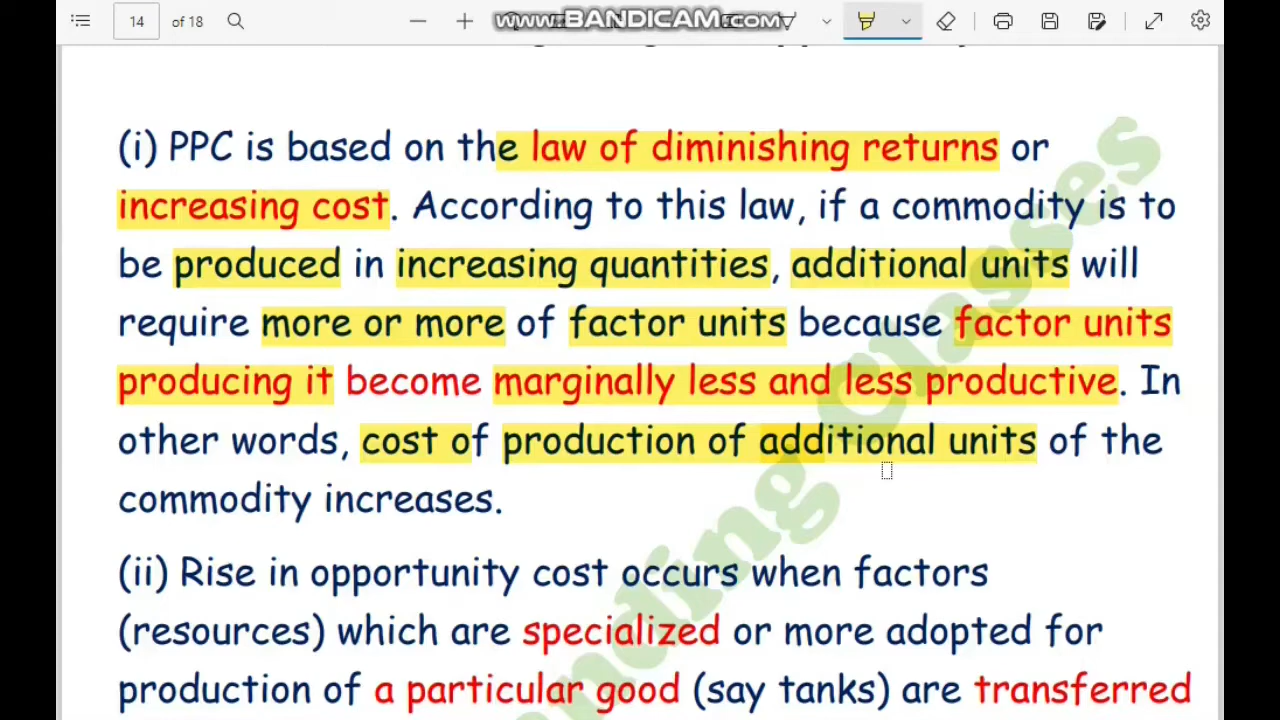 14 of 18
www.BANDICAM.com
(i) PPC is based on the law of diminishing returns or
increasing cost. According to this law, if a commodity is to
be produced in increasing quantities, additional units will
require more or more of factor units because factor units
producing it become marginally less and less productive. In
other words, cost of production of additional units of the
commodity increases.
(ii) Rise in opportunity cost occurs when factors
(resources) which are specialized or more adopted for
production of a particular good (say tanks) are transferred
Classes